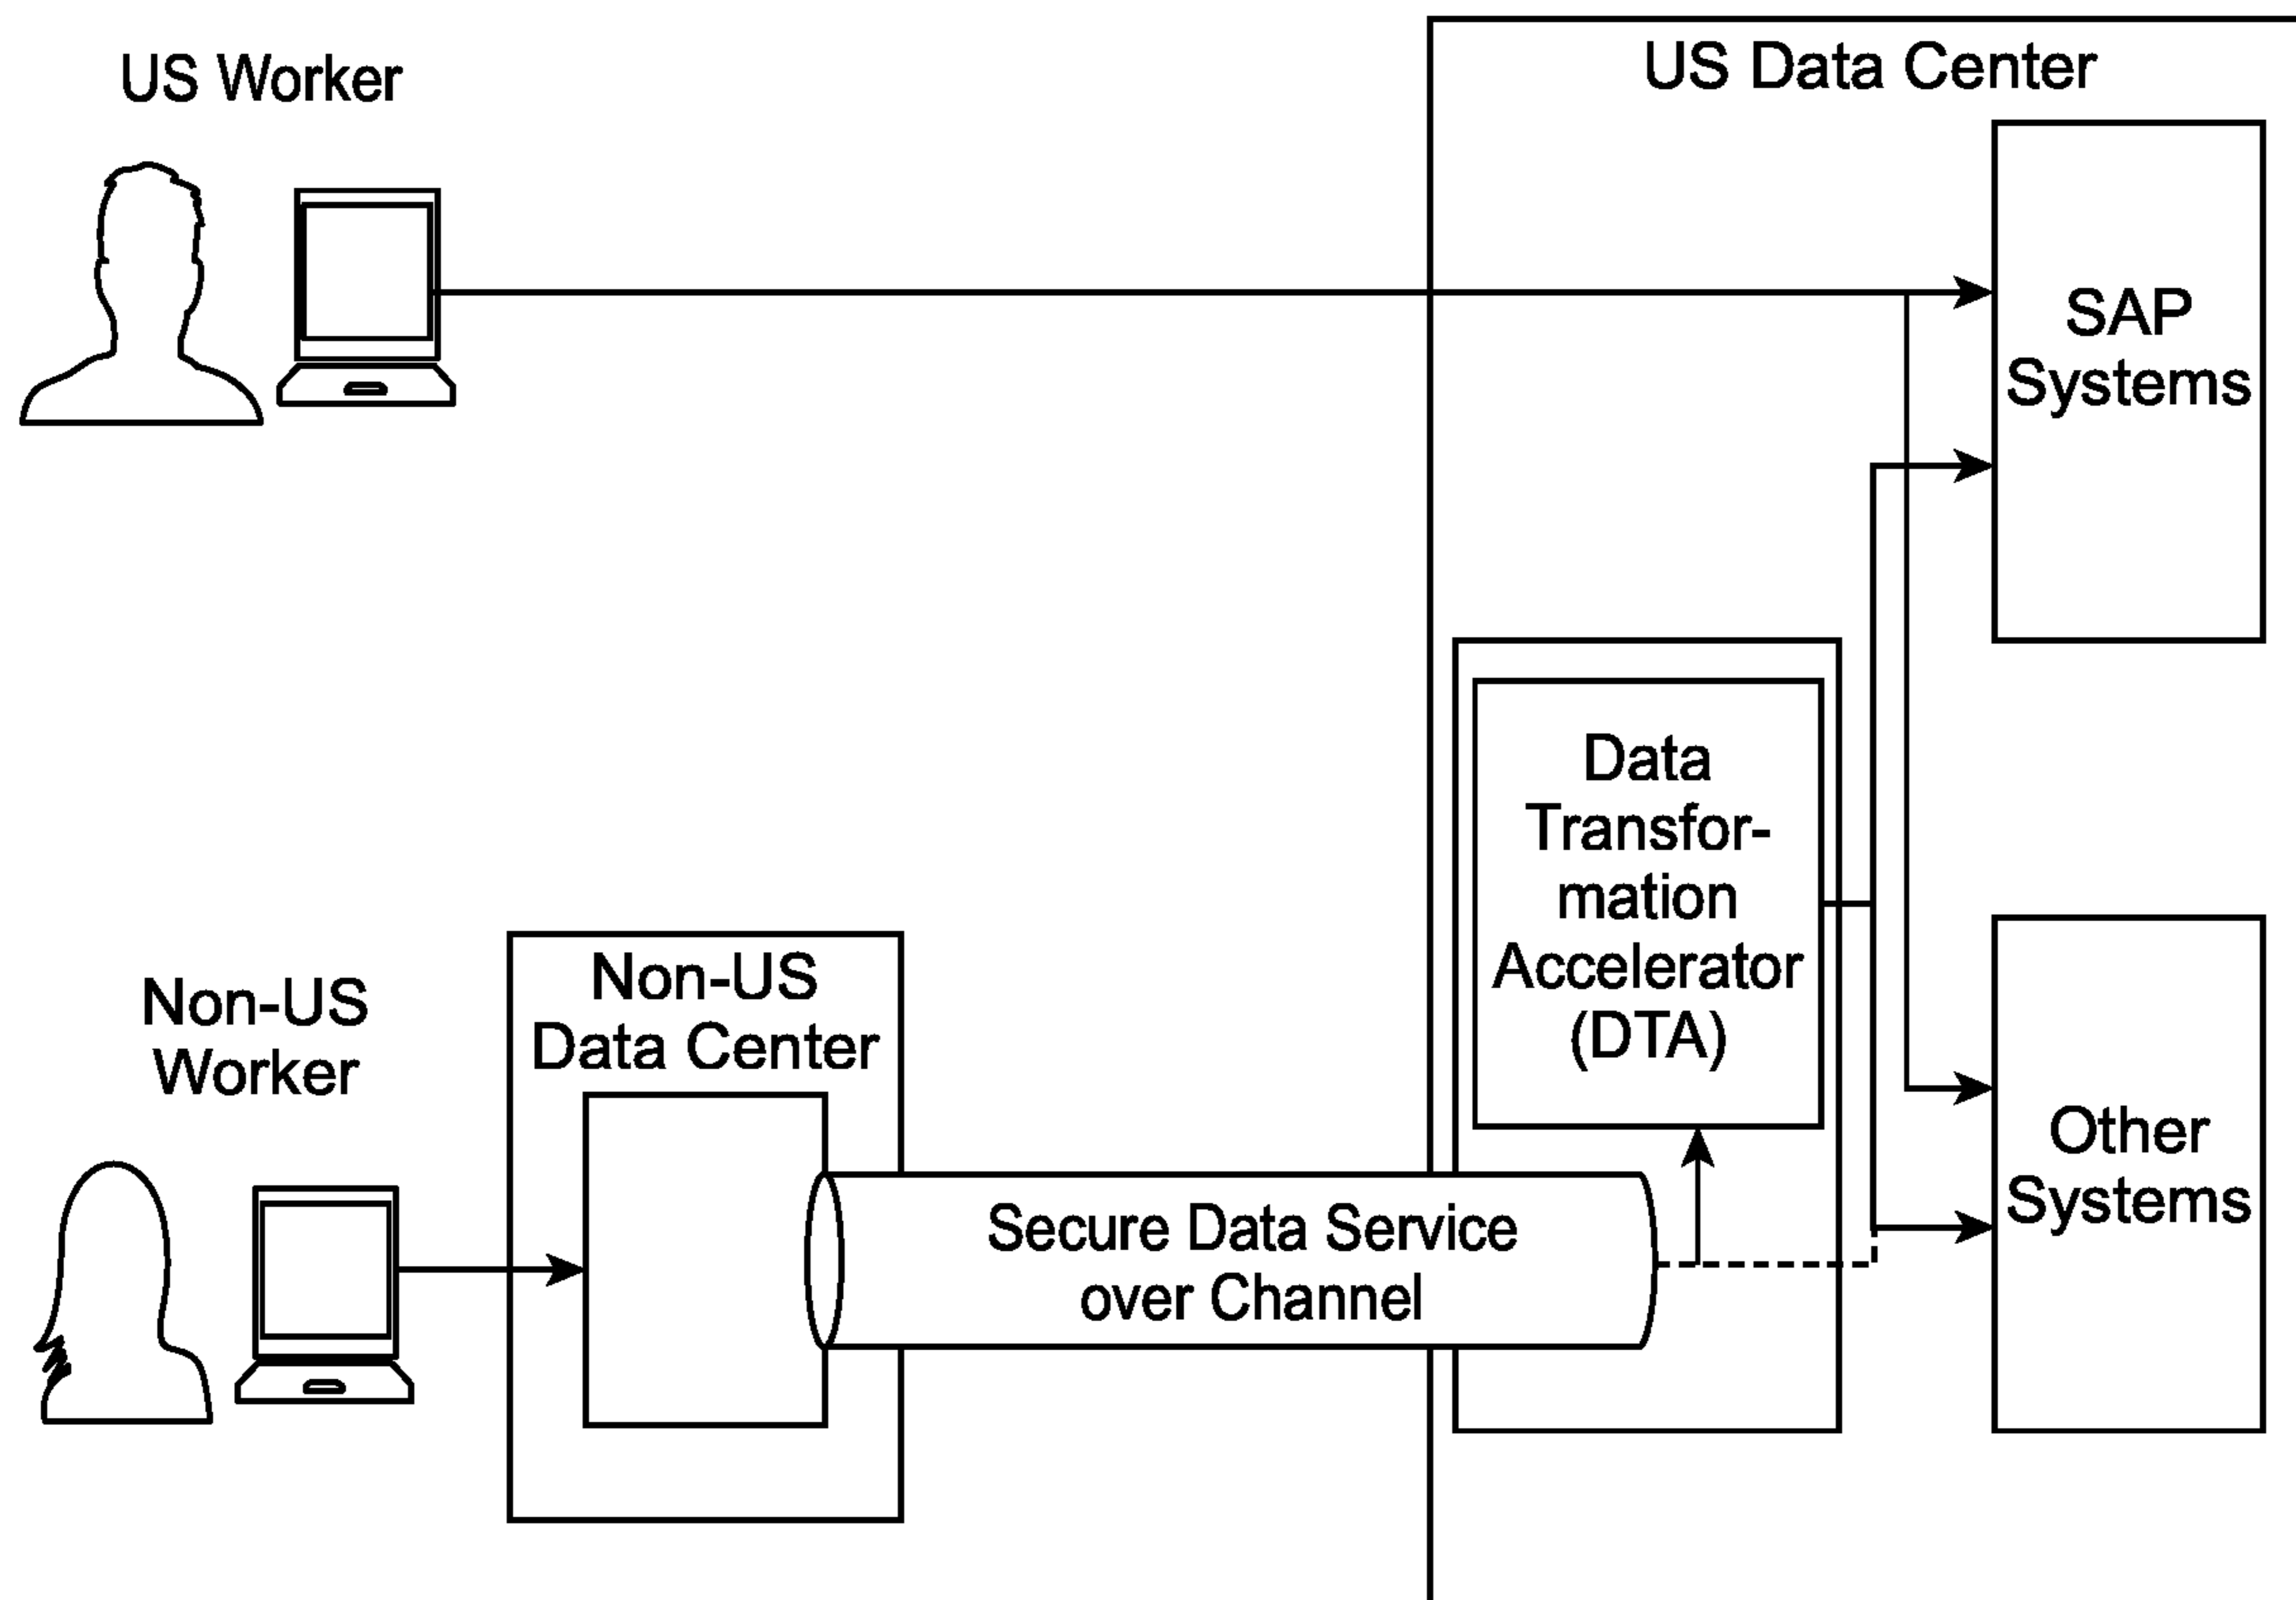 US Worker
US Data Center
SAP
Systems
Data
Transfor-
mation
Accelerator
(DTA)
Non-US
Data Center
Non-US
Worker
Secure Data Service
over Channel
Other
Systems